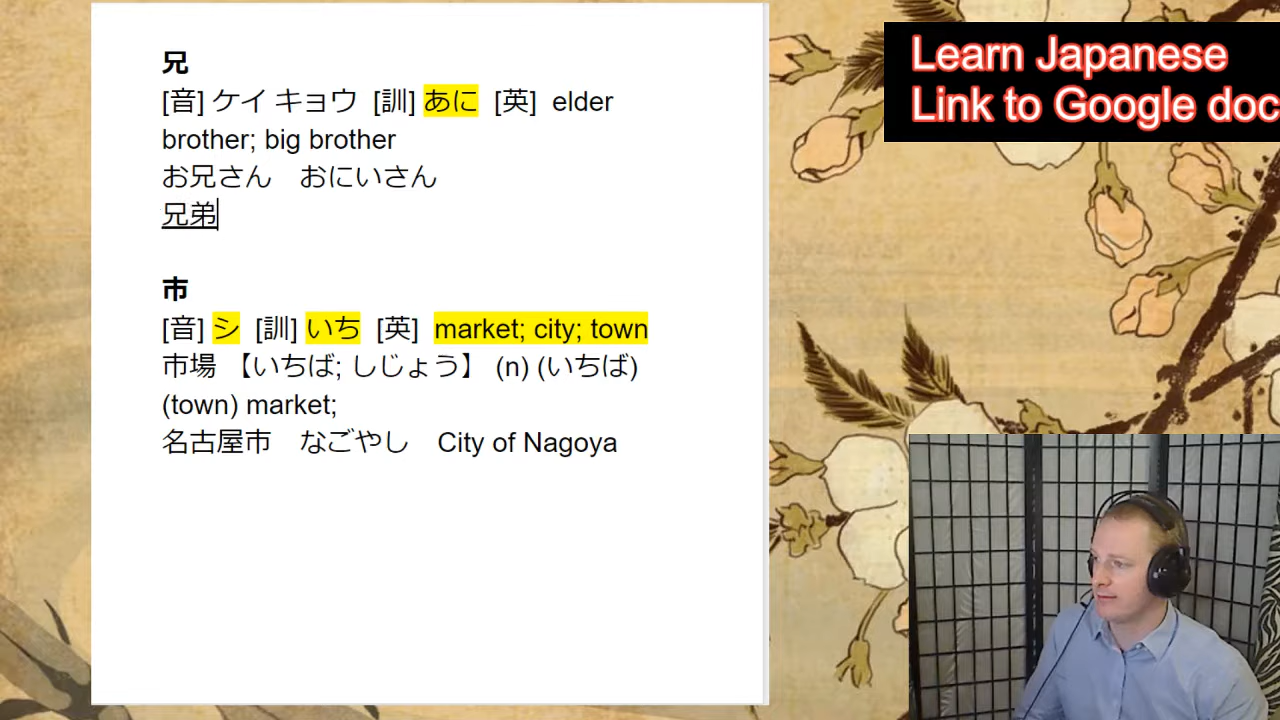 兄
[音] ケイ キョウ  [訓] あに  [英]  elder
brother; big brother
お兄さん　おにいさん
兄弟
市
[音] シ  [訓] いち  [英]  market; city; town
市場 【いちば; しじょう】 (n) (いちば)
(town) market;
名古屋市　なごやし　City of Nagoya
Learn Japanese
Link to Google doc